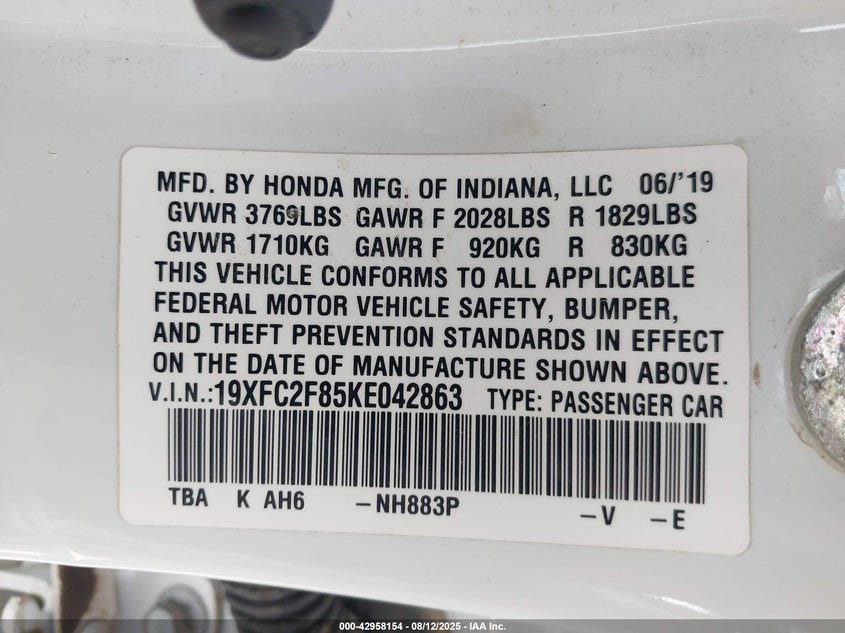 MFD. BY HONDA MFG. OF INDIANA, LLC 06/'19
GVWR 3769LBS GAWR F 2028LBS R 1829LBS
GVWR 1710KG GAWR F 920KG R 830KG
THIS VEHICLE CONFORMS TO ALL APPLICABLE
FEDERAL MOTOR VEHICLE SAFETY, BUMPER,
AND THEFT PREVENTION STANDARDS IN EFFECT
ON THE DATE OF MANUFACTURE SHOWN ABOVE.
V.I.N.:19XFC2F85KE042863 TYPE: PASSENGER CAR
TBA K AH6 –NH883P –V –E
000-42958154 - 08/12/2025 - IAA Inc.